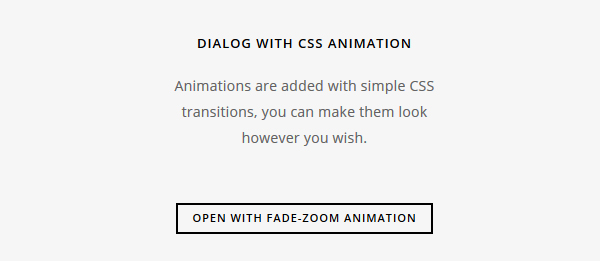 DIALOG WITH CSS ANIMATION
Animations are added with simple CSS
transitions, you can make them look
however you wish.
OPEN WITH FADE-ZOOM ANIMATION